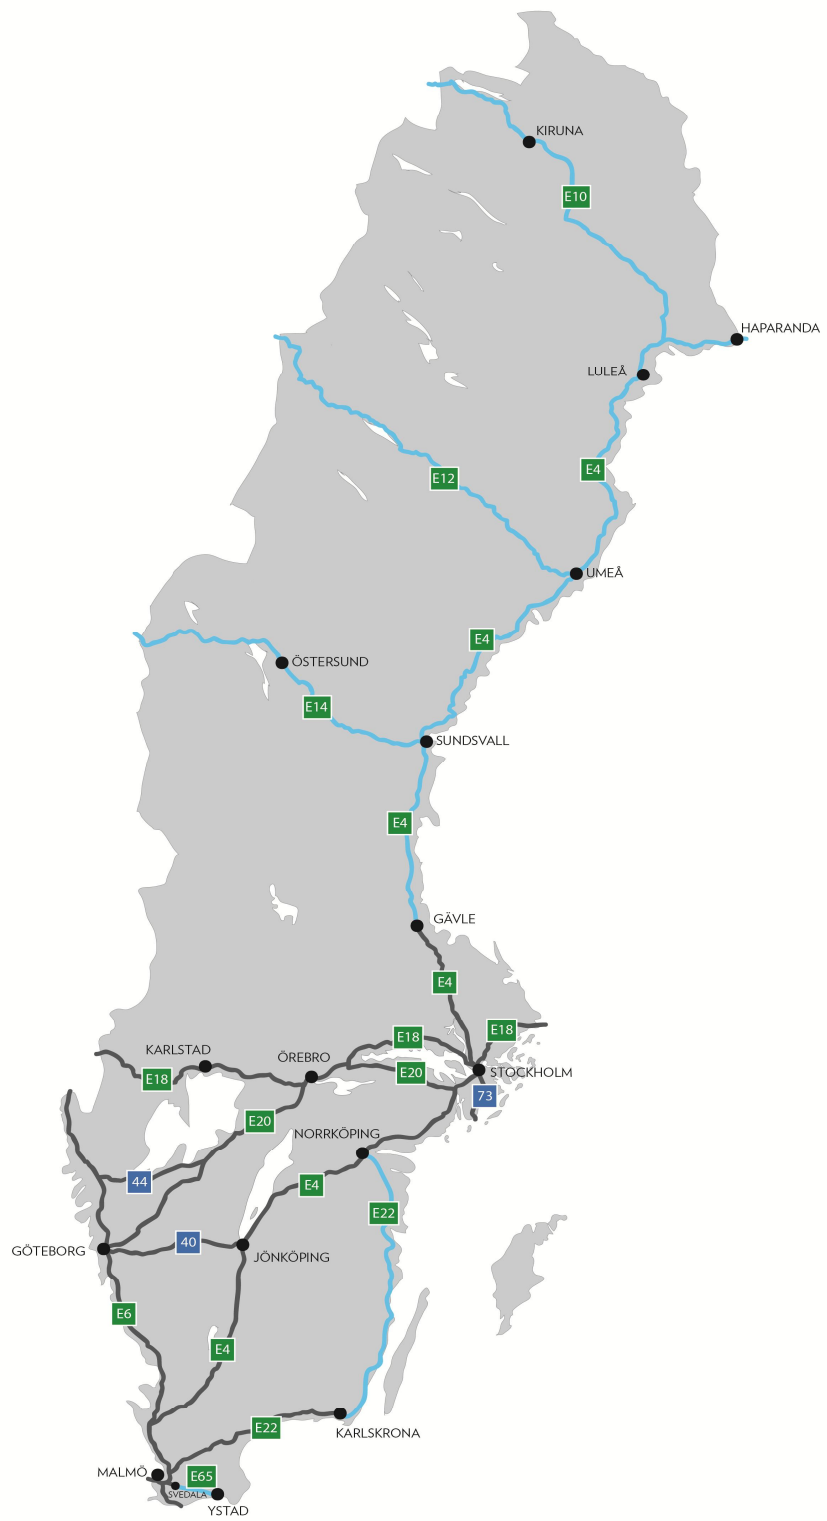 KIRUNA
E10
HAPARANDA
LULEÅ
E4
E12
UMEÅ
E4
ÖSTERSUND
E14
SUNDSVALL
E4
GÄVLE
E4
E18
E18
KARLSTAD
ÖREBRO
E18
E20
STOCKHOLM
73
E20
NORRKÖPING
44
E4
E22
40
GÖTEBORG
JÖNKÖPING
E6
E4
E22
KARLSKRONA
MALMÖ
E65
SVEDALA
YSTAD